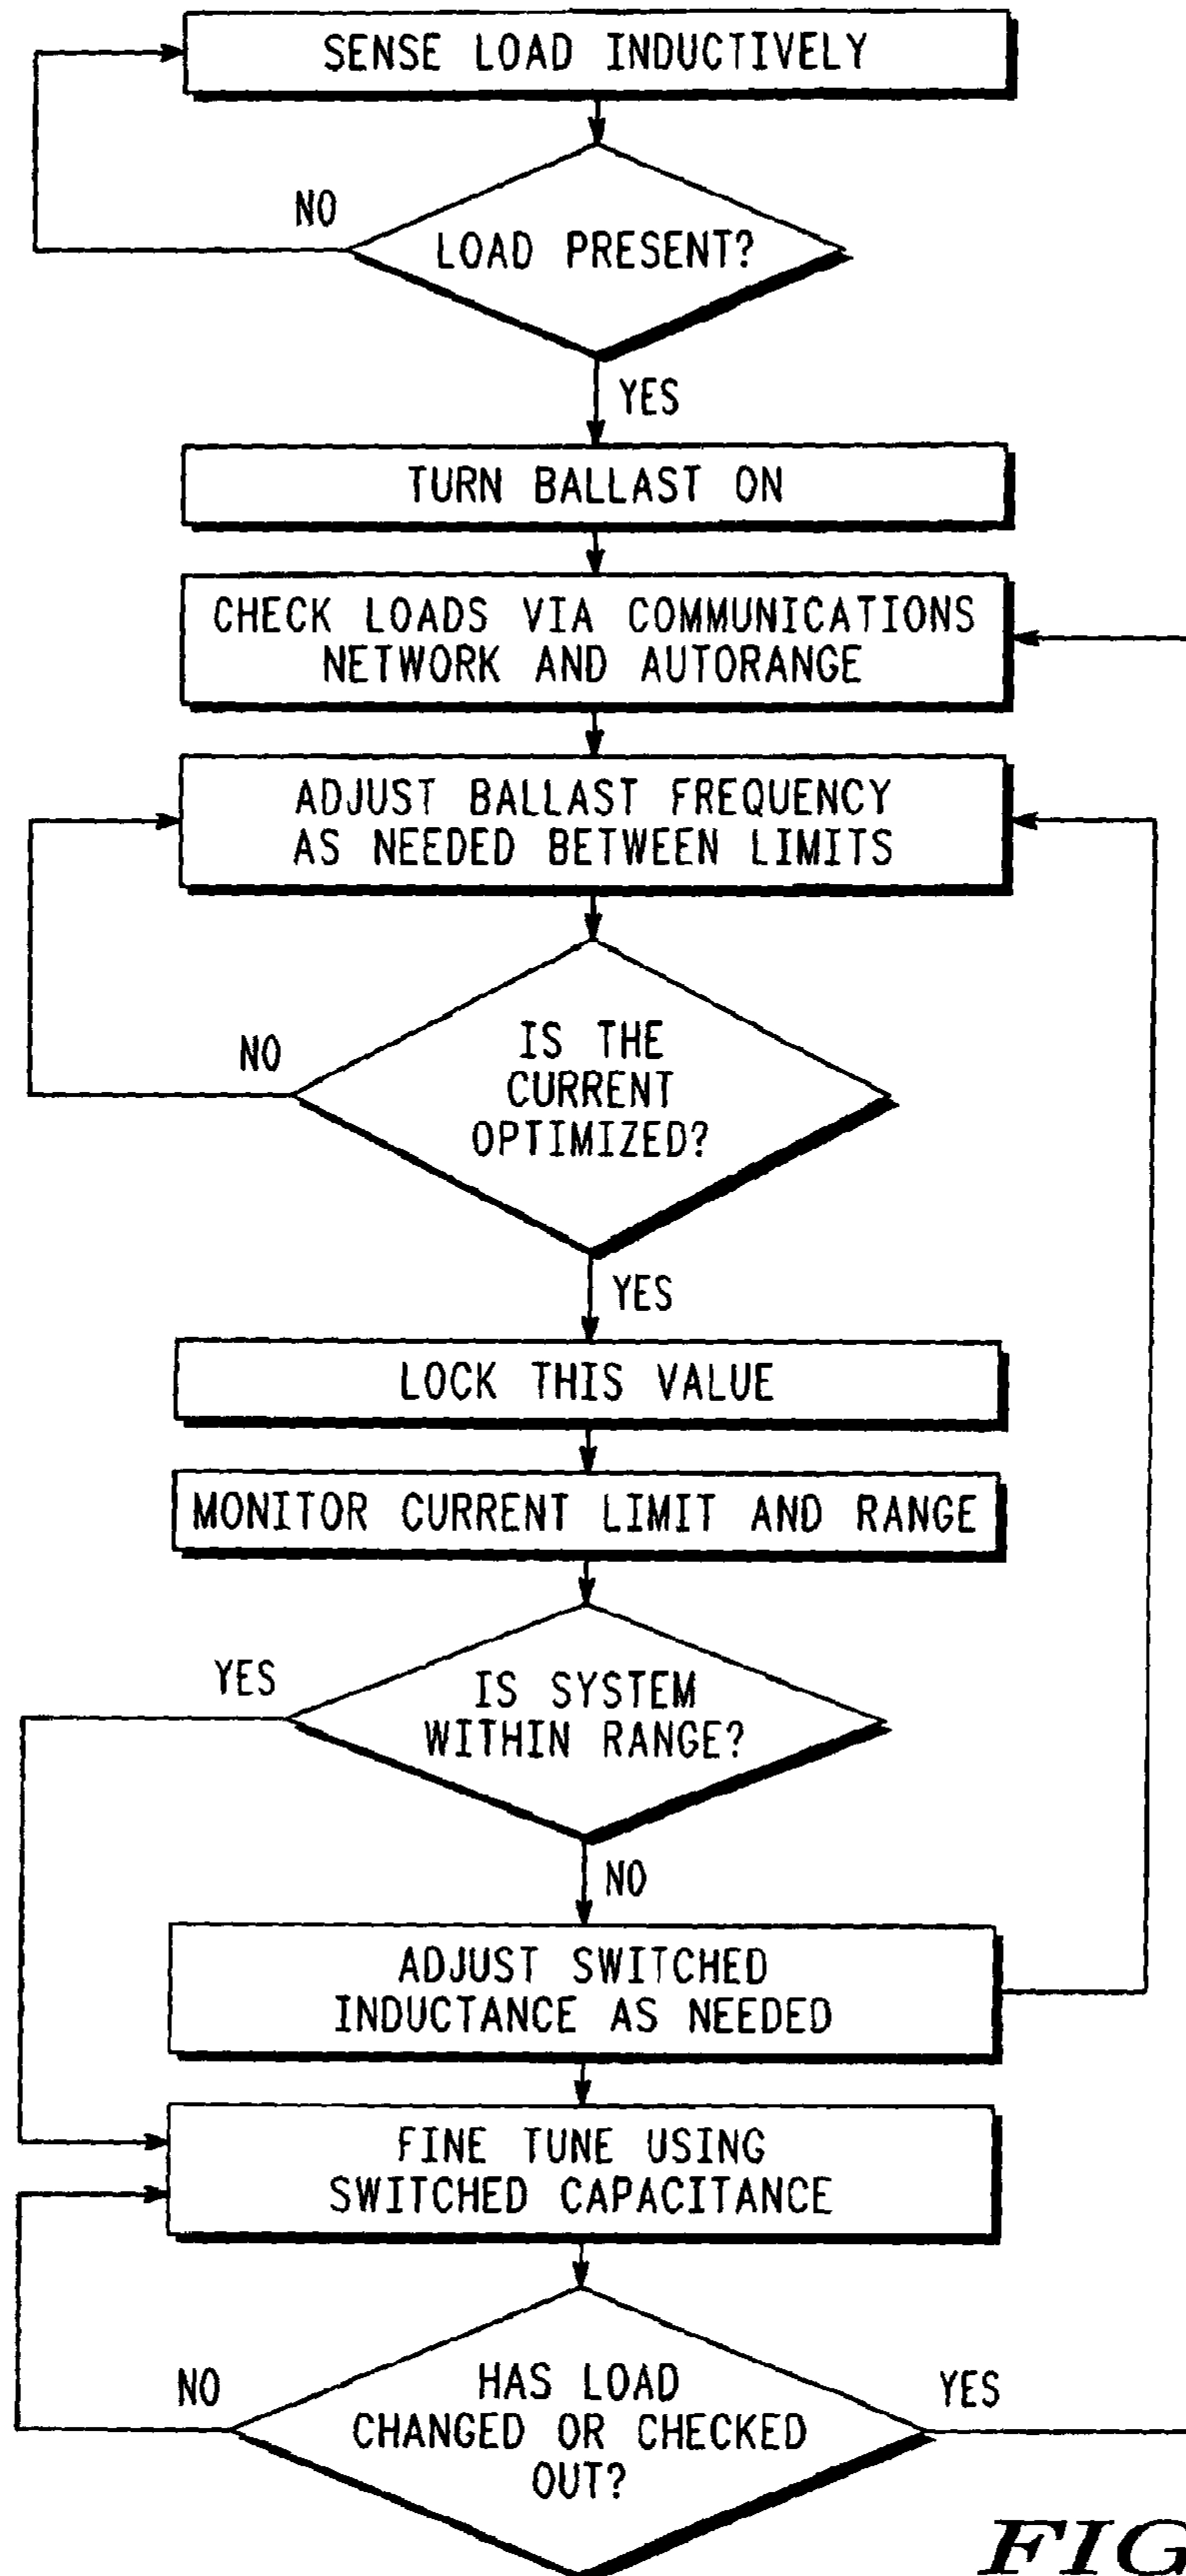 SENSE LOAD INDUCTIVELY
NO
LOAD PRESENT?
YES
TURN BALLAST ON
CHECK LOADS VIA COMMUNICATIONS
NETWORK AND AUTORANGE
ADJUST BALLAST FREQUENCY
AS NEEDED BETWEEN LIMITS
NO
IS THE
CURRENT
OPTIMIZED?
YES
LOCK THIS VALUE
MONITOR CURRENT LIMIT AND RANGE
YES
IS SYSTEM
WITHIN RANGE?
NO
ADJUST SWITCHED
INDUCTANCE AS NEEDED
FINE TUNE USING
SWITCHED CAPACITANCE
NO
HAS LOAD
CHANGED OR CHECKED
OUT?
YES
FIG